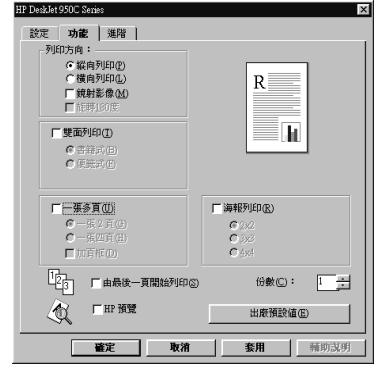 HP DeskJet 950C Series
設定 功能 進階
列印方向：
縱向列印(P)
橫向列印(L)
鏡射影像(M)
旋轉180度
雙面列印(I)
書籍式(B)
便箋式(F)
一張多頁(U)
一張 2 頁(G)
一張四頁(H)
加頁框(D)
海報列印(R)
2x2
3x3
4x4
R
1 2 3
由最後一頁開始列印(S)
份數(C)：
1
HP 預覽
出廠預設值(E)
確定 取消 套用 輔助說明